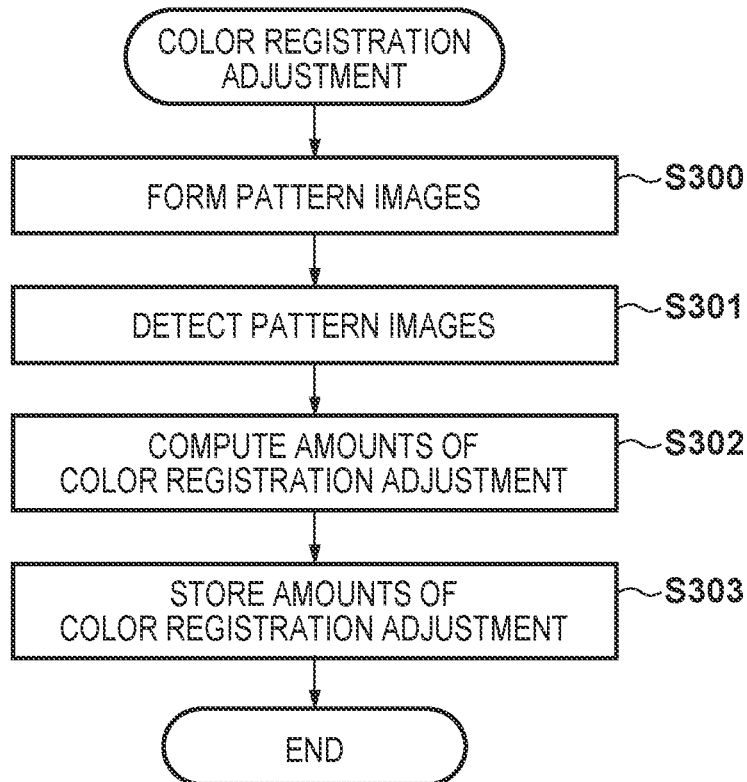 COLOR REGISTRATION
ADJUSTMENT
FORM PATTERN IMAGES
S300
DETECT PATTERN IMAGES
S301
COMPUTE AMOUNTS OF
COLOR REGISTRATION ADJUSTMENT
S302
STORE AMOUNTS OF
COLOR REGISTRATION ADJUSTMENT
S303
END